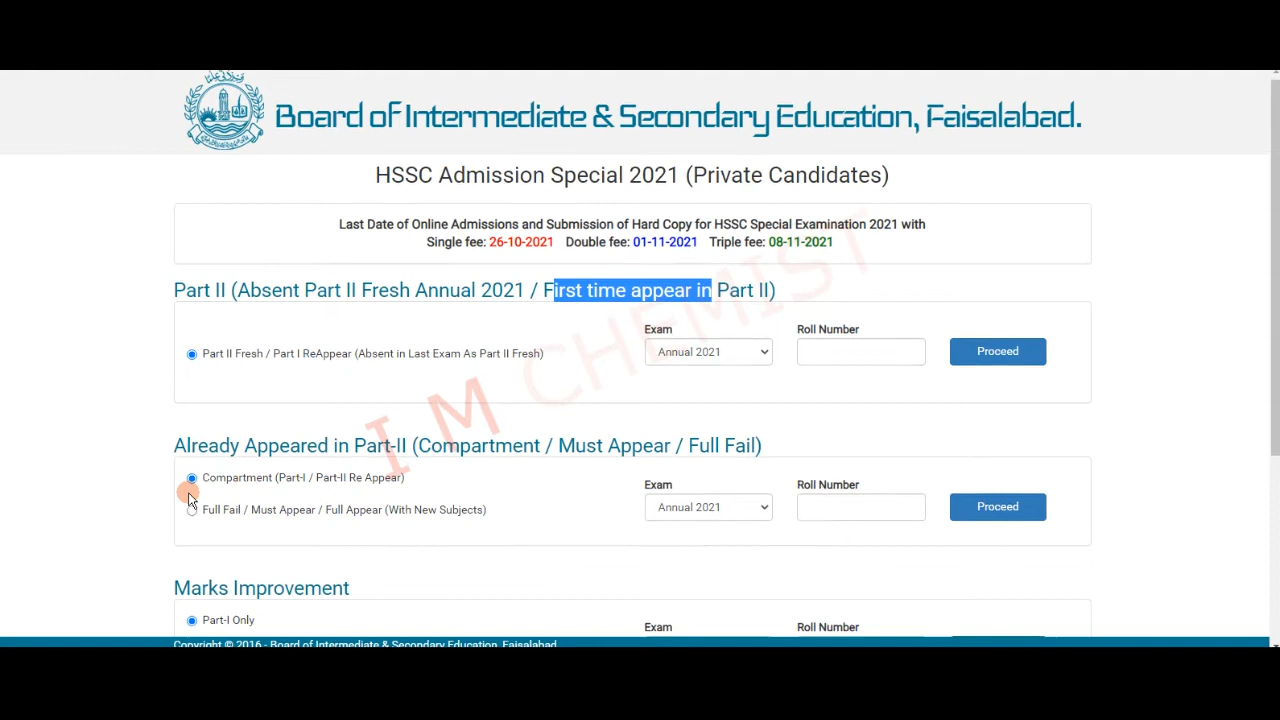 Board of Intermediate & Secondary Education, Faisalabad.
HSSC Admission Special 2021 (Private Candidates)
Last Date of Online Admissions and Submission of Hard Copy for HSSC Special Examination 2021 with
Single fee: 26-10-2021 Double fee: 01-11-2021 Triple fee: 08-11-2021
Part II (Absent Part II Fresh Annual 2021 / First time appear in Part II)
Exam Roll Number
Part II Fresh / Part I ReAppear (Absent in Last Exam As Part II Fresh) Annual 2021 Proceed
I M CHEMIST
Already Appeared in Part-II (Compartment / Must Appear / Full Fail)
Compartment (Part-I / Part-II Re Appear)
Exam Roll Number
Full Fail / Must Appear / Full Appear (With New Subjects) Annual 2021 Proceed
Marks Improvement
Part-I Only
Exam Roll Number
Copyright © 2016 - Board of Intermediate & Secondary Education, Faisalabad